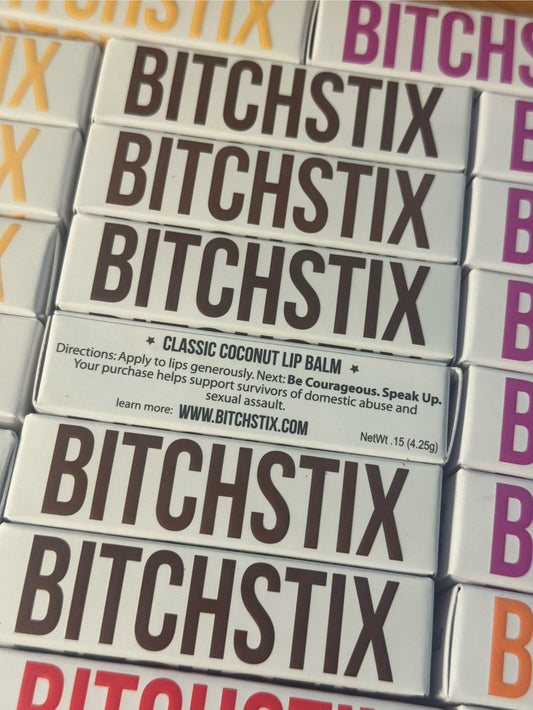 BITCHS
BITCHSTIX
BITCHSTIX
BITCHSTIX
★ CLASSIC COCONUT LIP BALM ★
Directions: Apply to lips generously. Next: Be Courageous. Speak Up.
Your purchase helps support survivors of domestic abuse and
sexual assault.
learn more: WWW.BITCHSTIX.COM
NetWt .15 (4.25g)
BITCHSTIX
BITCHSTIX
BITCHSTIX
IX
X
X
B
B
B
B
B
B